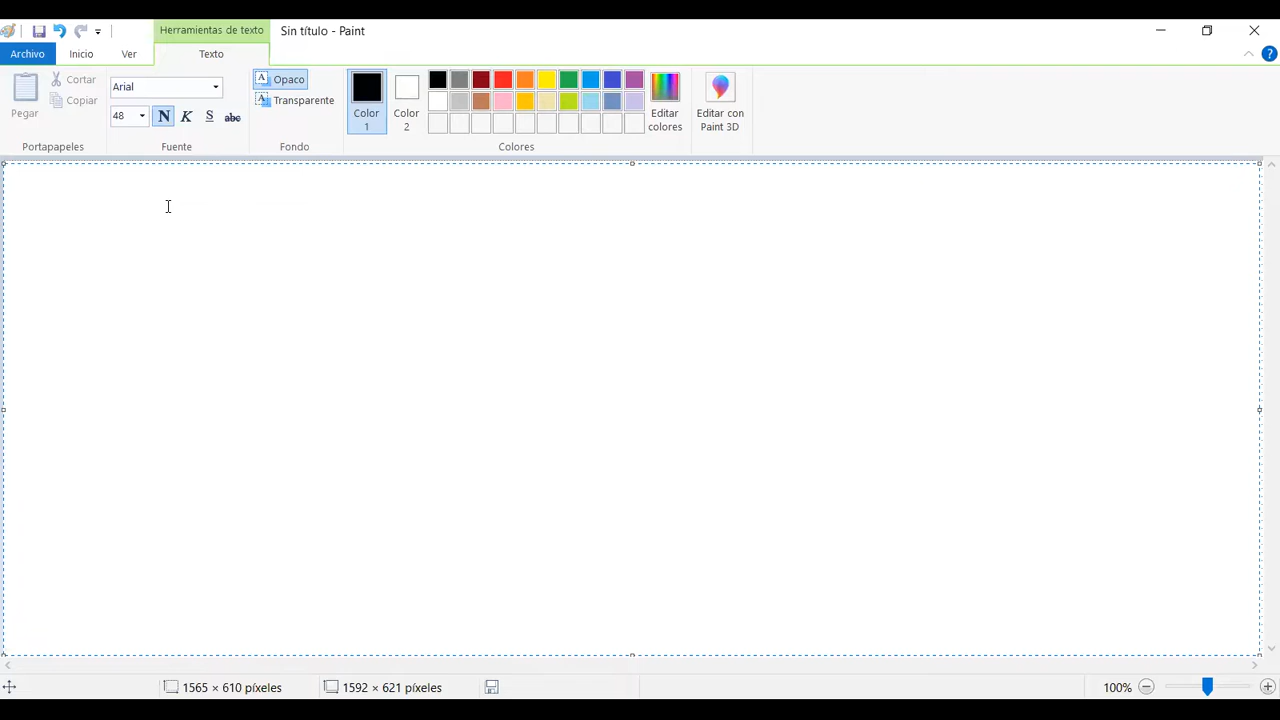 Herramientas de texto Sin título - Paint
Archivo Inicio Ver Texto
Pegar Cortar Copiar
Portapapeles
Arial
48 N K S abc
Fuente
Opaco
Transparente
Fondo
Color 1
Color 2
Editar colores
Colores
Editar con Paint 3D
1565 × 610 píxeles 1592 × 621 píxeles 100%